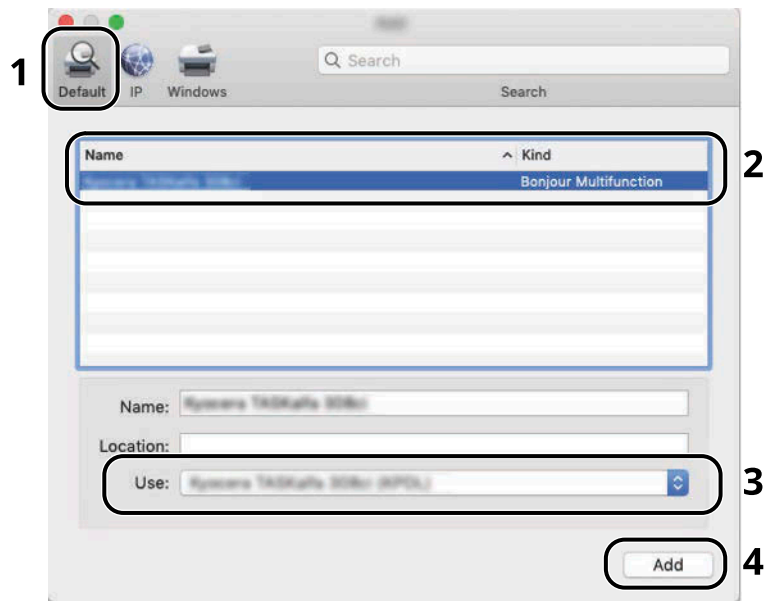 1
Default
IP
Windows
Search
Search
Name
Kind
2
Bonjour Multifunction
Name:
Location:
Use:
3
Add
4